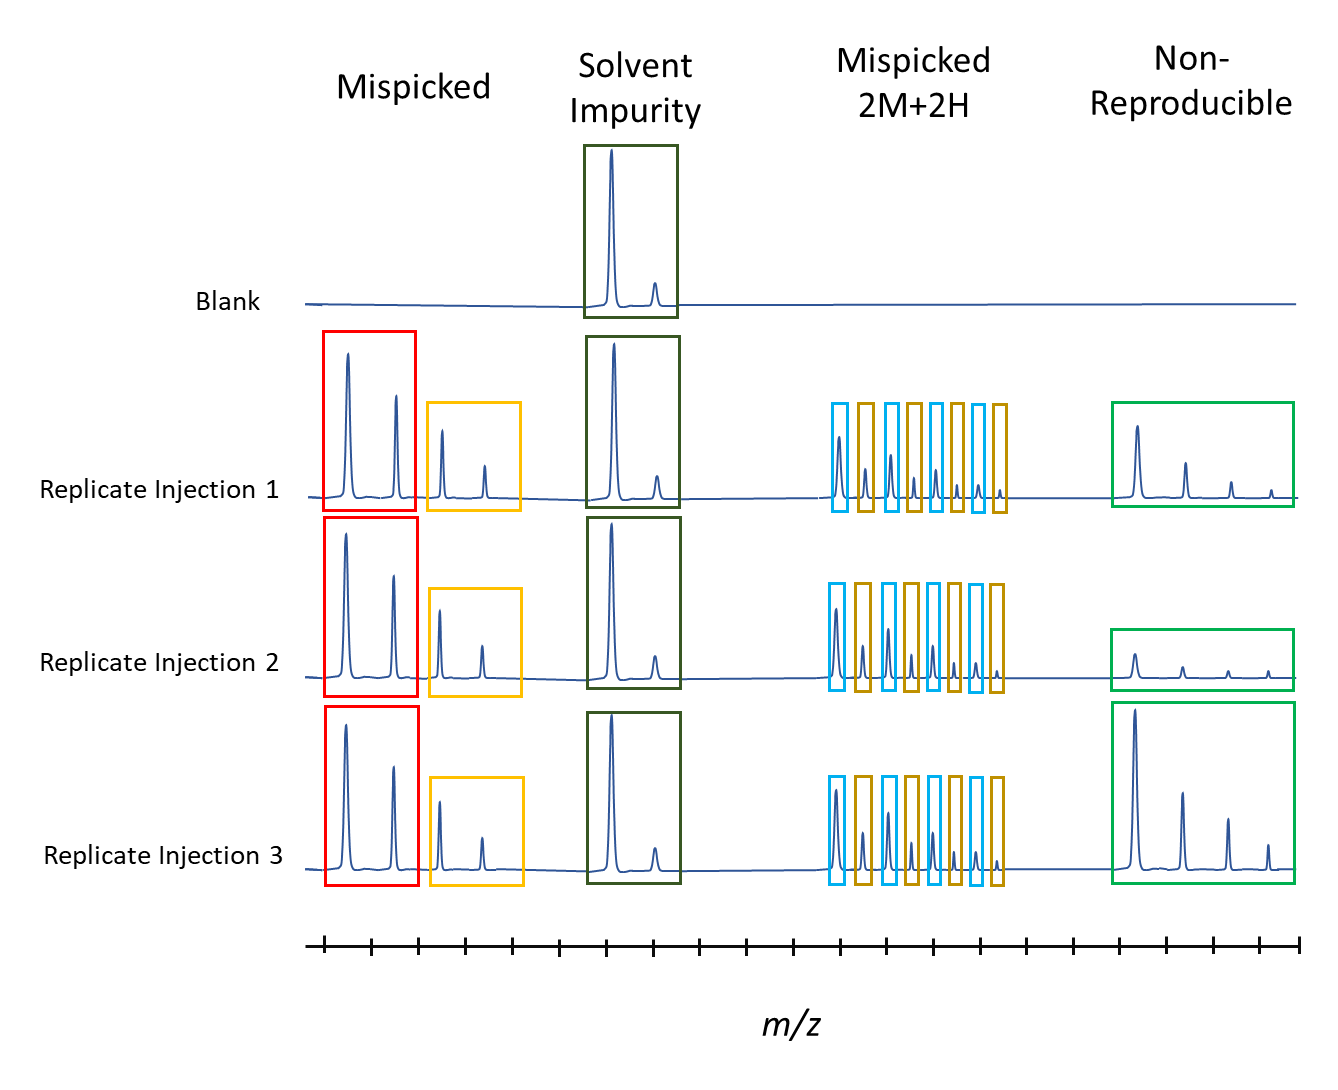 Mispicked
Solvent
Impurity
Mispicked
2M+2H
Non-
Reproducible
Blank
Replicate Injection 1
Replicate Injection 2
Replicate Injection 3
m/z